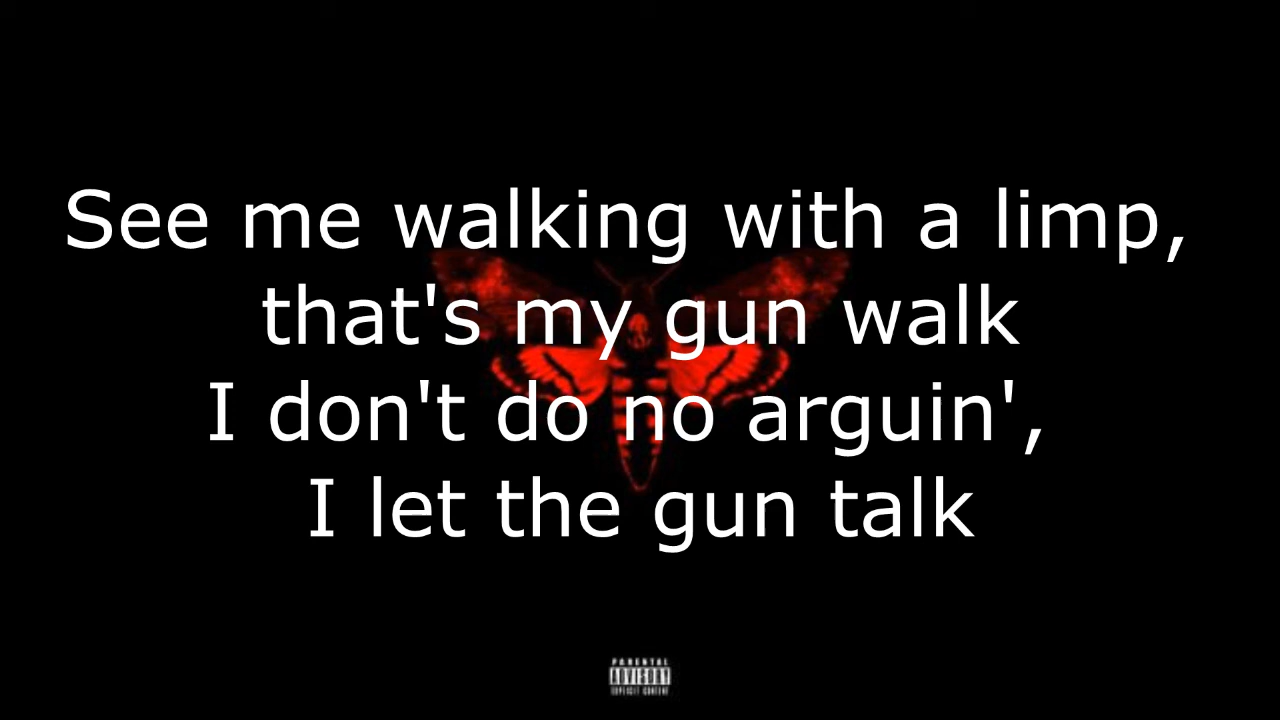 See me walking with a limp,
that's my gun walk
I don't do no arguin',
I let the gun talk
PARENTAL
ADVISORY
EXPLICIT CONTENT